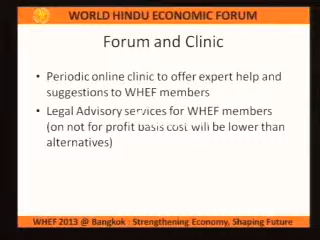 WORLD HINDU ECONOMIC FORUM
Forum and Clinic
• Periodic online clinic to offer expert help and
suggestions to WHEF members
• Legal Advisory services for WHEF members
(on not for profit basis cost will be lower than
alternatives)
WHEF 2013 @ Bangkok : Strengthening Economy, Shaping Future